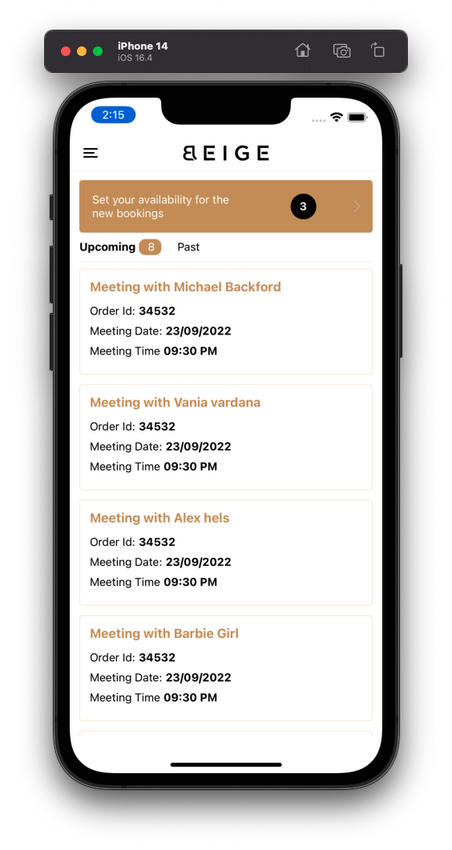 iPhone 14
iOS 16.4
2:15
BEIGE
Set your availability for the
new bookings
3
Upcoming 8 Past
Meeting with Michael Backford
Order Id: 34532
Meeting Date: 23/09/2022
Meeting Time 09:30 PM
Meeting with Vania vardana
Order Id: 34532
Meeting Date: 23/09/2022
Meeting Time 09:30 PM
Meeting with Alex hels
Order Id: 34532
Meeting Date: 23/09/2022
Meeting Time 09:30 PM
Meeting with Barbie Girl
Order Id: 34532
Meeting Date: 23/09/2022
Meeting Time 09:30 PM